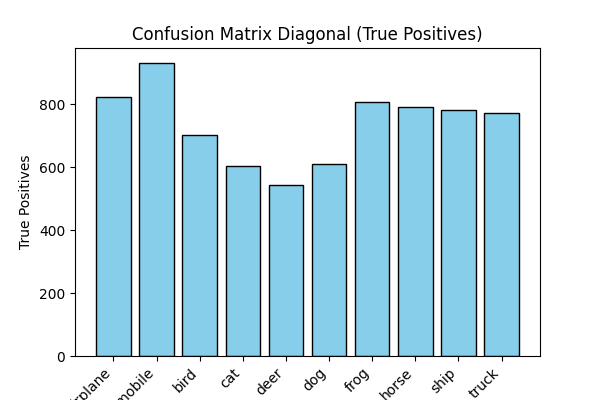 Confusion Matrix Diagonal (True Positives)
True Positives
800
600
400
200
0
rplane
mobile
bird
cat
deer
dog
frog
horse
ship
truck